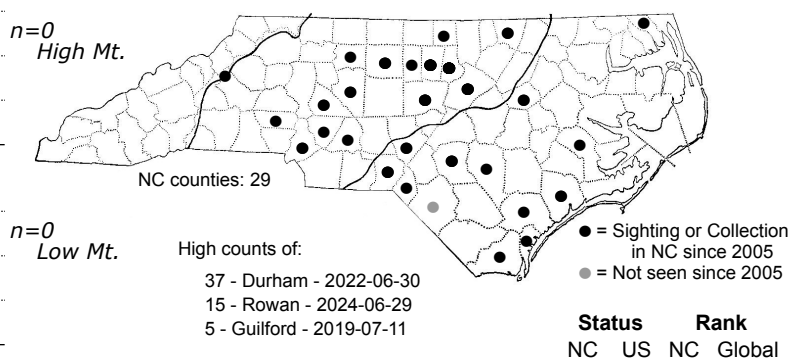 n=0
High Mt.
NC counties: 29
n=0
Low Mt.
High counts of:
37 - Durham - 2022-06-30
15 - Rowan - 2024-06-29
5 - Guilford - 2019-07-11
● = Sighting or Collection
in NC since 2005
● = Not seen since 2005
Status Rank
NC US NC Global